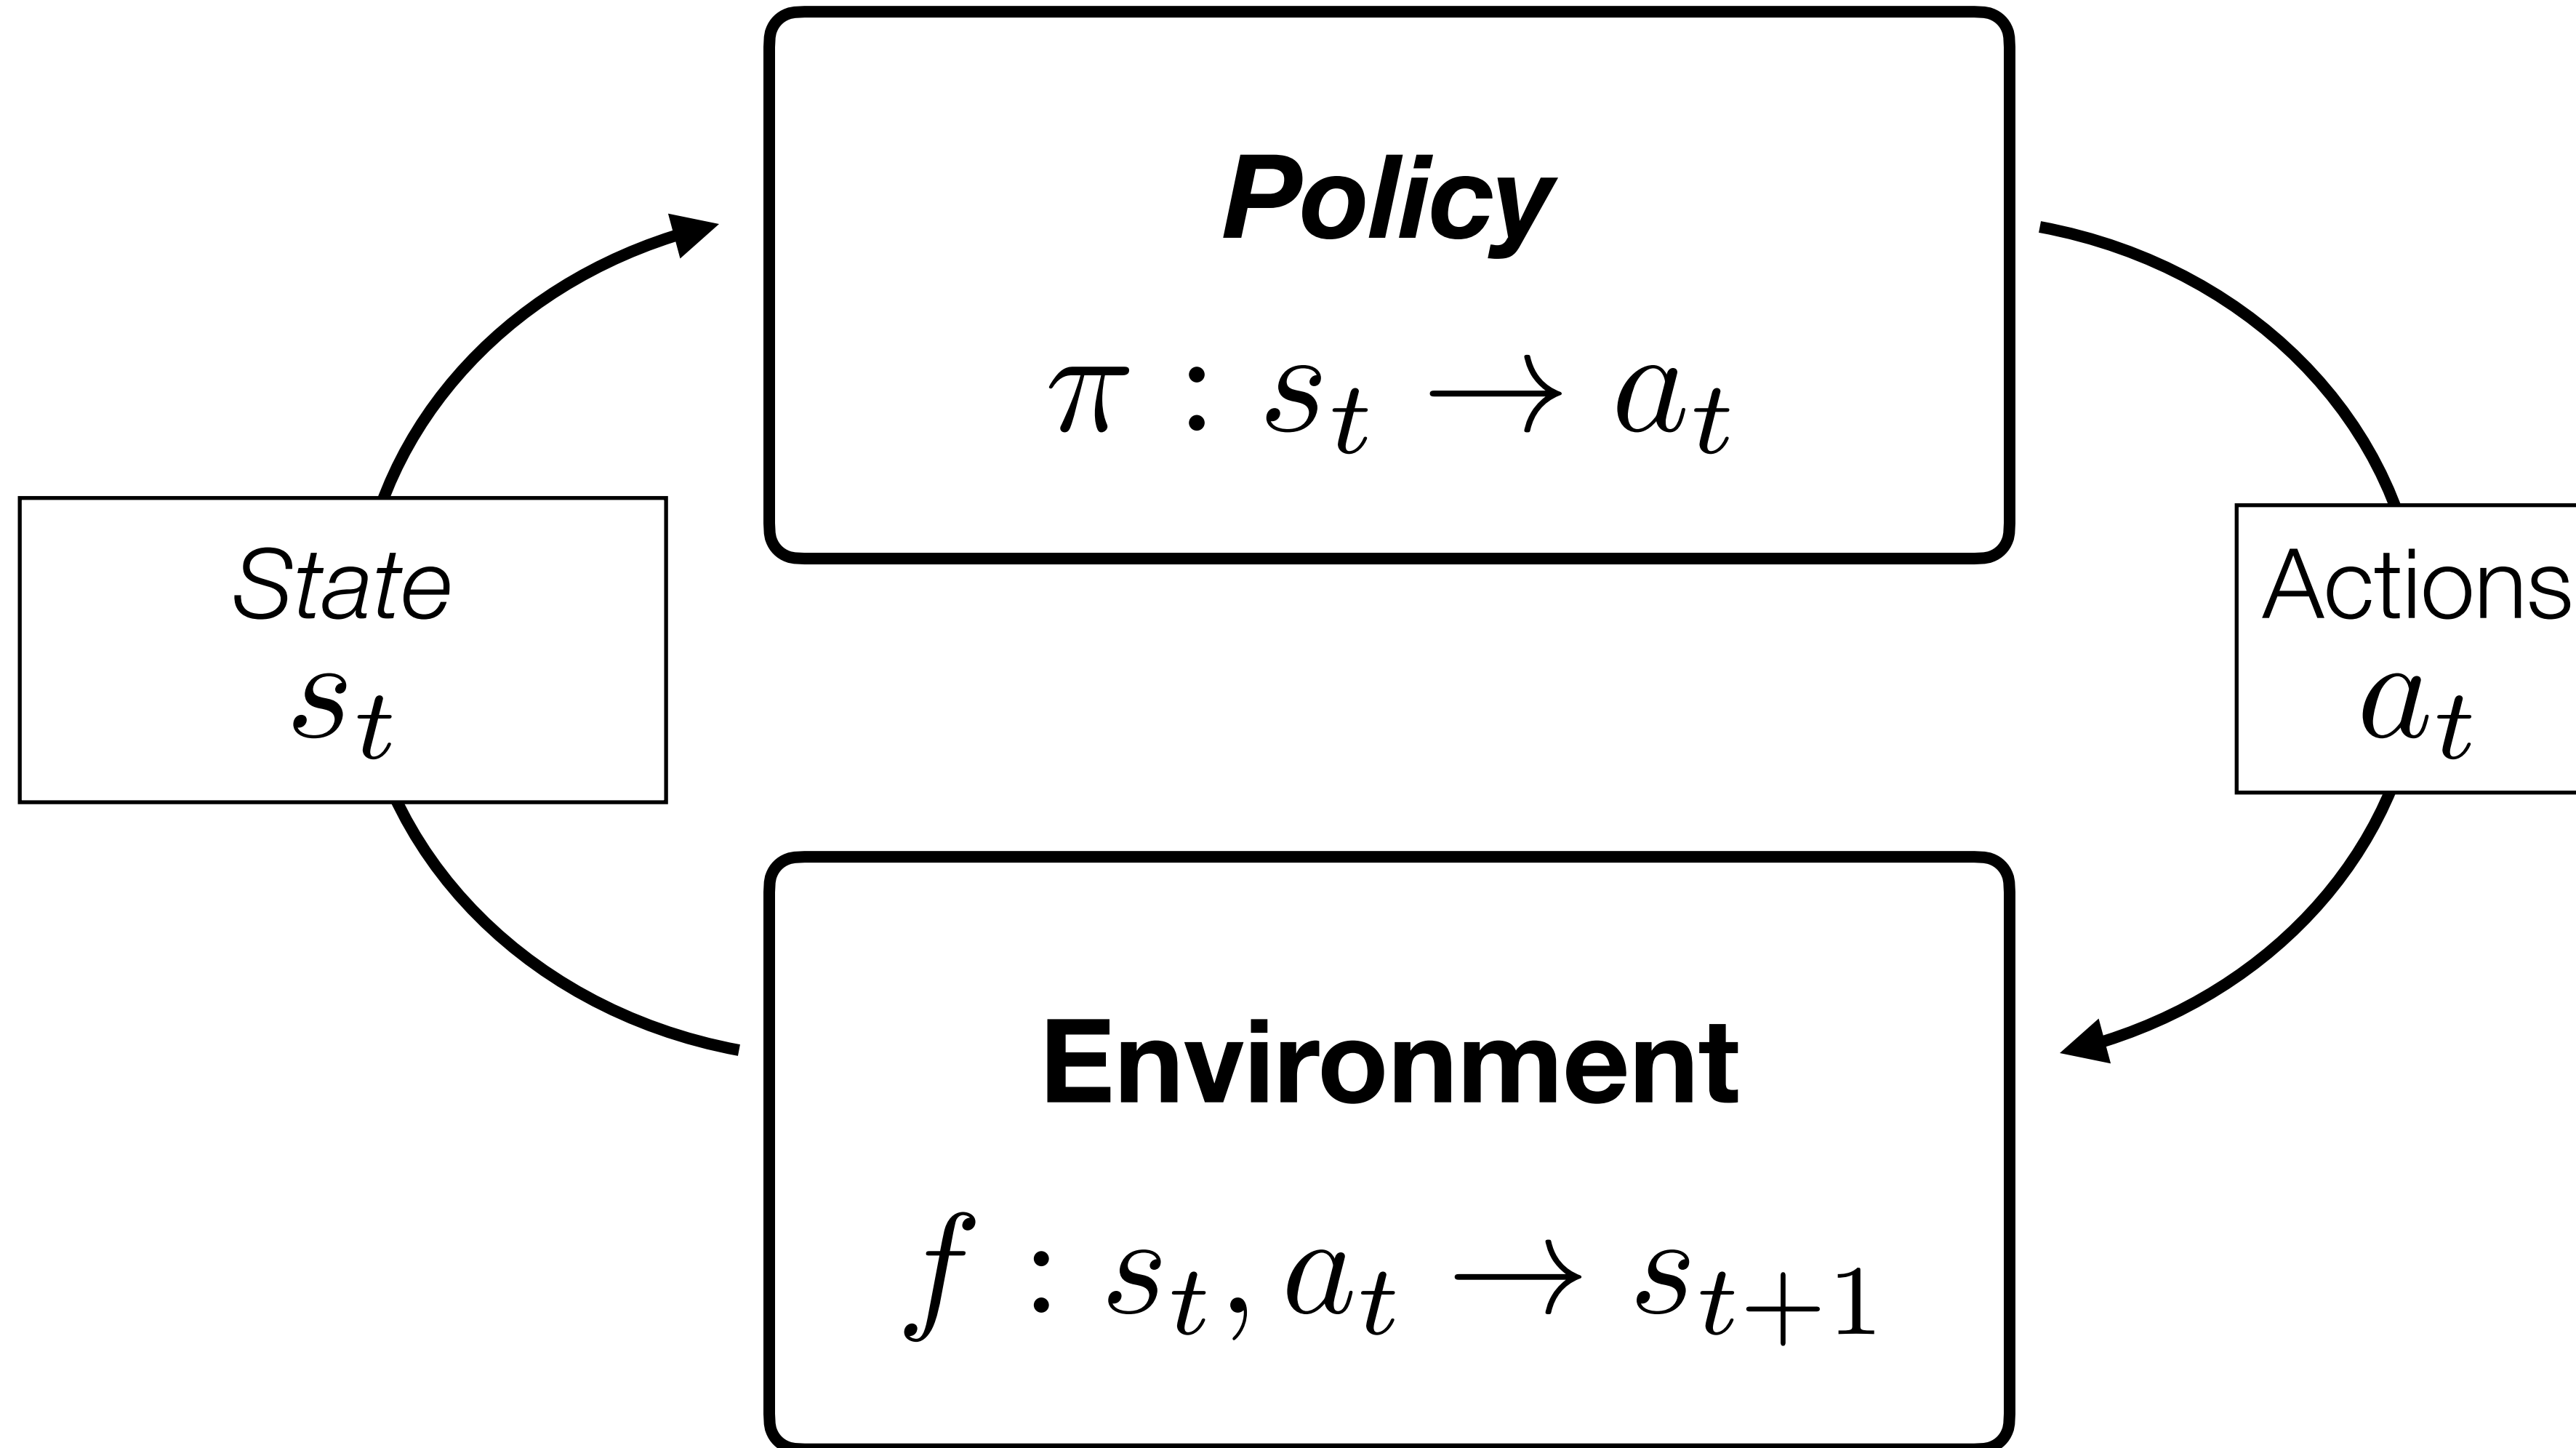 Policy
π : s_t → a_t
State
s_t
Actions
a_t
Environment
f : s_t, a_t → s_{t+1}